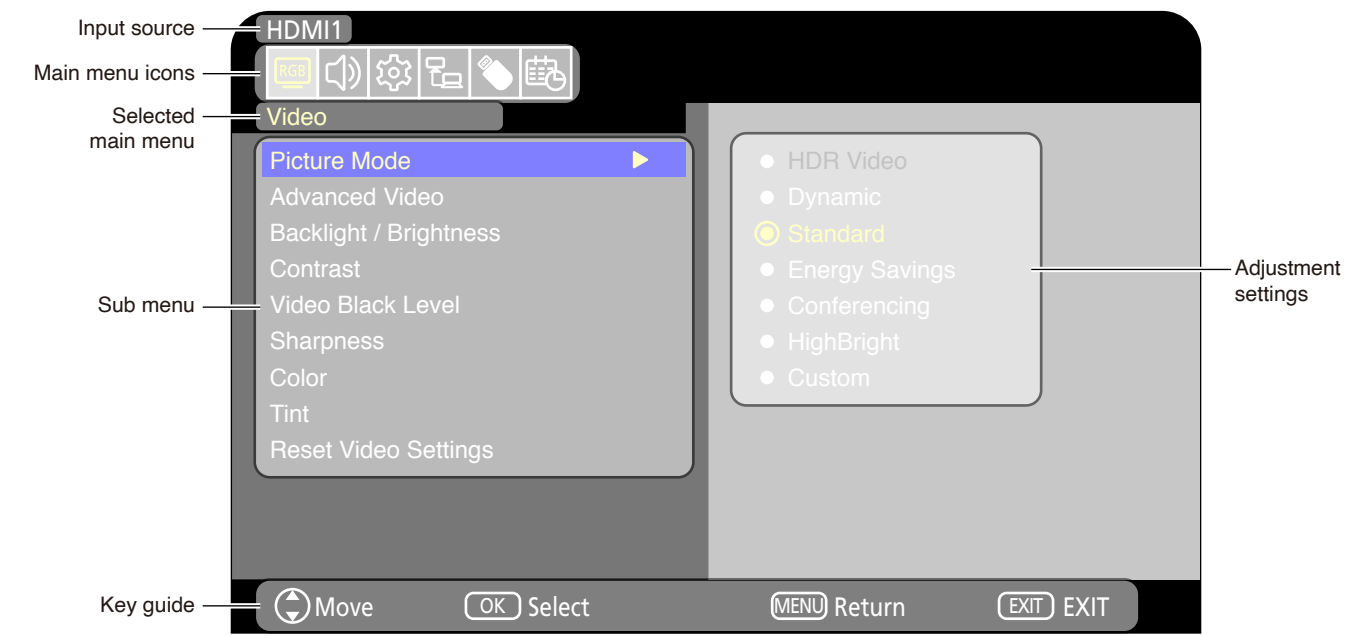 Input source
HDMI1
Main menu icons
RGB
Selected
main menu
Video
Picture Mode
Advanced Video
Backlight / Brightness
Contrast
Sub menu
Video Black Level
Sharpness
Color
Tint
Reset Video Settings
HDR Video
Dynamic
Standard
Energy Savings
Conferencing
HighBright
Custom
Adjustment
settings
Key guide
Move
OK Select
MENU Return
EXIT EXIT